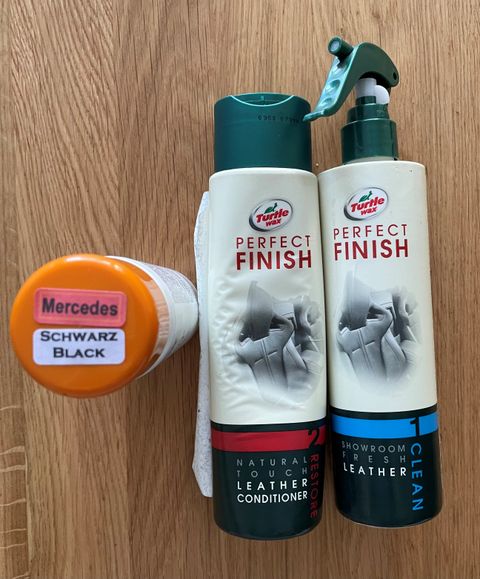 Mercedes
SCHWARZ
BLACK
Turtle
wax
PERFECT
FINISH
2 RESTORE
NATURAL
TOUCH
LEATHER
CONDITIONER
Turtle
wax
PERFECT
FINISH
1 CLEAN
SHOWROOM
FRESH
LEATHER